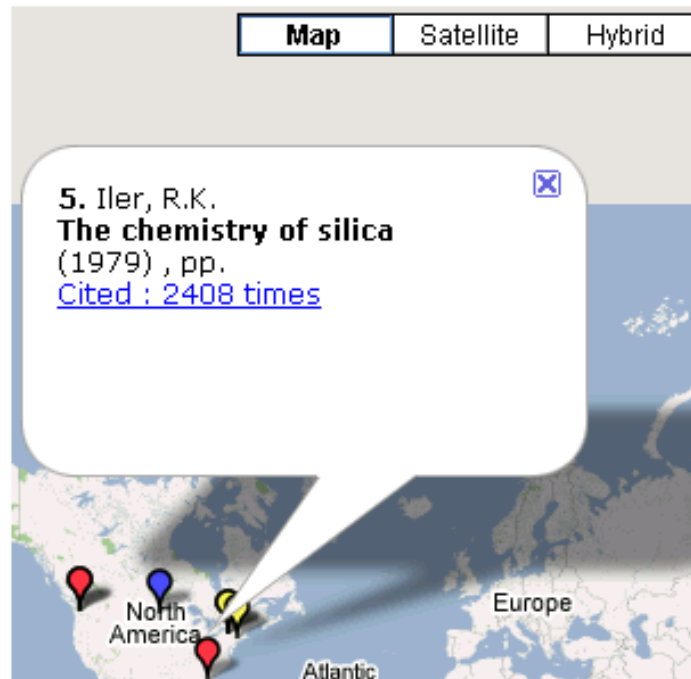 Map Satellite Hybrid
5. Iler, R.K.
The chemistry of silica
(1979) , pp.
Cited : 2408 times
North
America
Europe
Atlantic